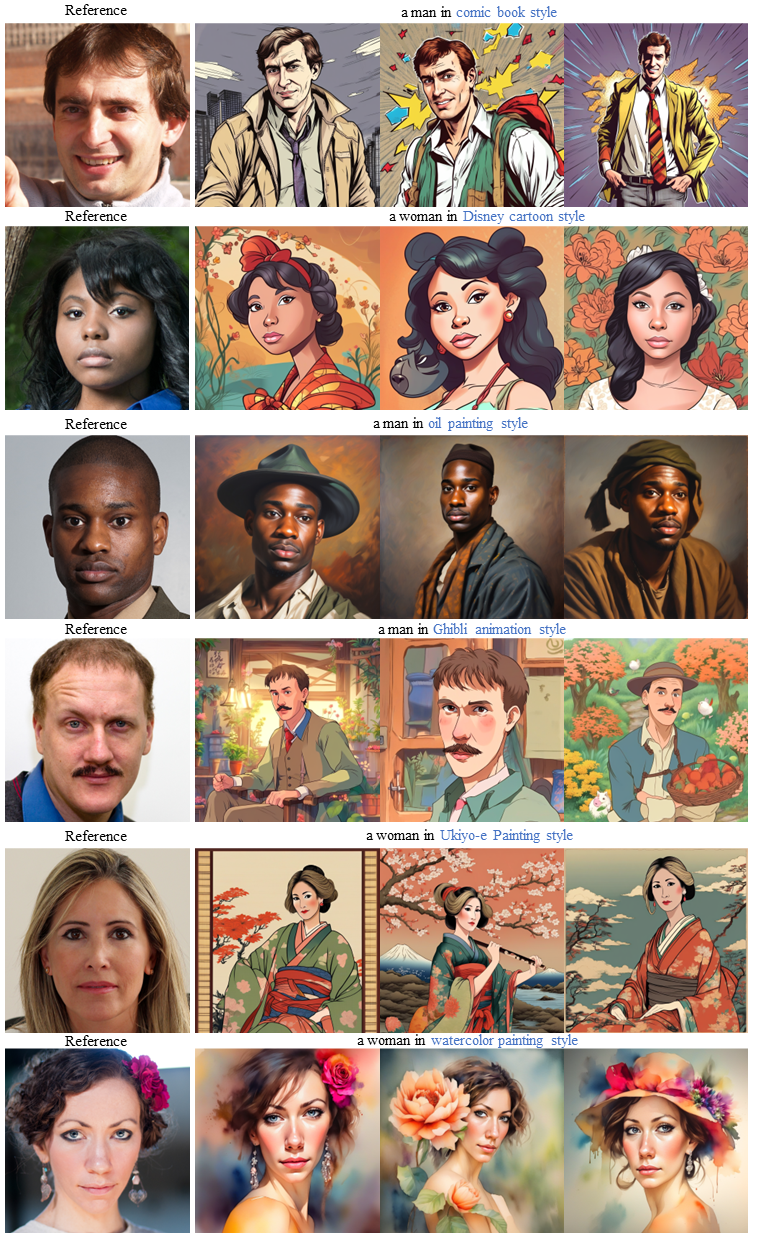 Reference
a man in comic book style
Reference
a woman in Disney cartoon style
Reference
a man in oil painting style
Reference
a man in Ghibli animation style
Reference
a woman in Ukiyo-e Painting style
Reference
a woman in watercolor painting style